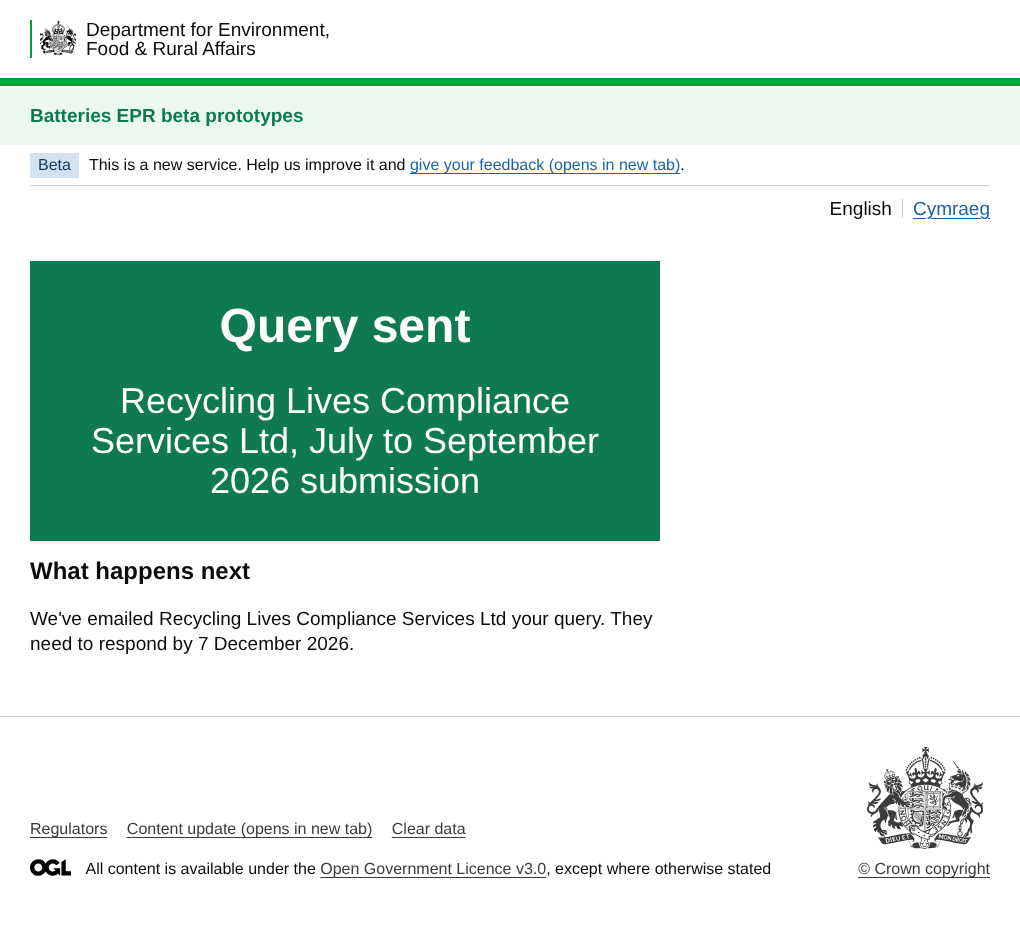 Department for Environment,
Food & Rural Affairs
Batteries EPR beta prototypes
Beta This is a new service. Help us improve it and give your feedback (opens in new tab).
English Cymraeg
Query sent
Recycling Lives Compliance
Services Ltd, July to September
2026 submission
What happens next
We've emailed Recycling Lives Compliance Services Ltd your query. They
need to respond by 7 December 2026.
Regulators Content update (opens in new tab) Clear data
OGL All content is available under the Open Government Licence v3.0, except where otherwise stated
© Crown copyright